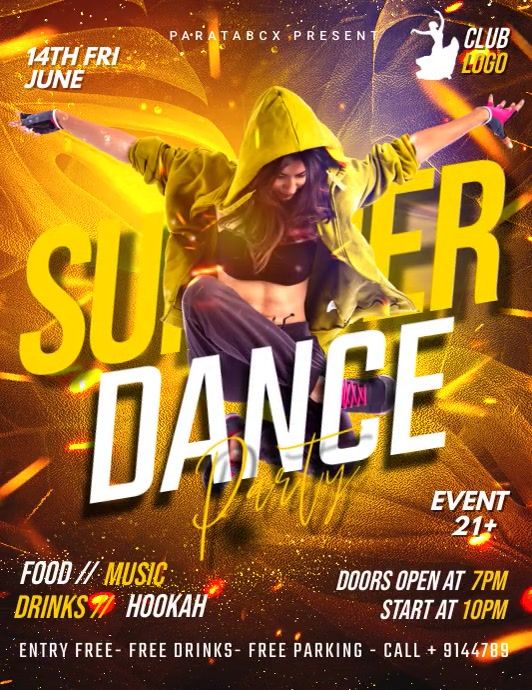 PARATABCX PRESENT
14TH FRI
JUNE
CLUB
LOGO
SUMMER
DANCE
Party
EVENT
21+
FOOD // MUSIC
DRINKS // HOOKAH
DOORS OPEN AT 7PM
START AT 10PM
ENTRY FREE- FREE DRINKS- FREE PARKING - CALL + 9144789